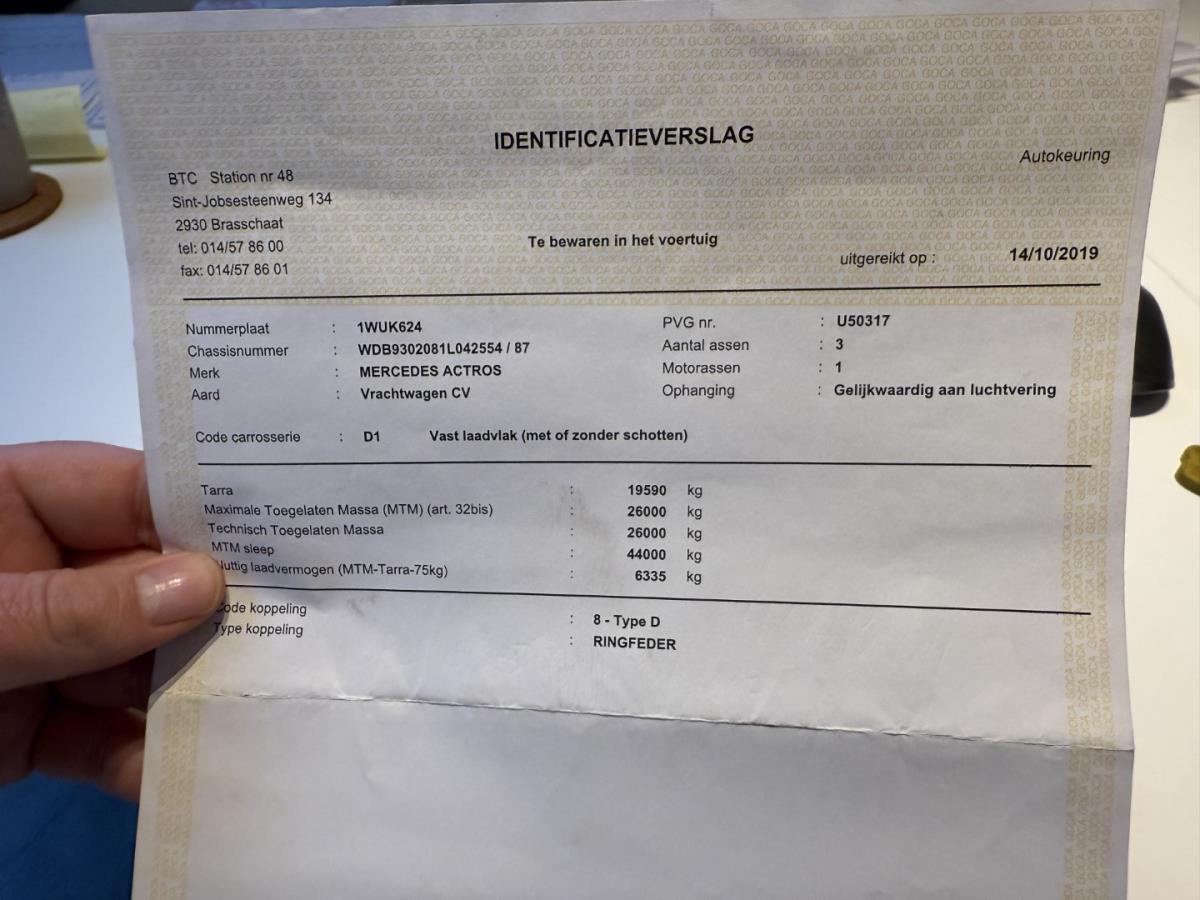 IDENTIFICATIEVERSLAG
Autokeuring
BTC Station nr 48
Sint-Jobsesteenweg 134
2930 Brasschaat
tel: 014/57 86 00
fax: 014/57 86 01
Te bewaren in het voertuig
uitgereikt op : 14/10/2019
Nummerplaat : 1WUK624
PVG nr. : U50317
Chassisnummer : WDB9302081L042554 / 87
Aantal assen : 3
Merk : MERCEDES ACTROS
Motorassen : 1
Aard : Vrachtwagen CV
Ophanging : Gelijkwaardig aan luchtvering
Code carrosserie : D1 Vast laadvlak (met of zonder schotten)
Tarra : 19590 kg
Maximale Toegelaten Massa (MTM) (art. 32bis) : 26000 kg
Technisch Toegelaten Massa : 26000 kg
MTM sleep : 44000 kg
Nuttig laadvermogen (MTM-Tarra-75kg) : 6335 kg
Code koppeling : 8 - Type D
Type koppeling : RINGFEDER